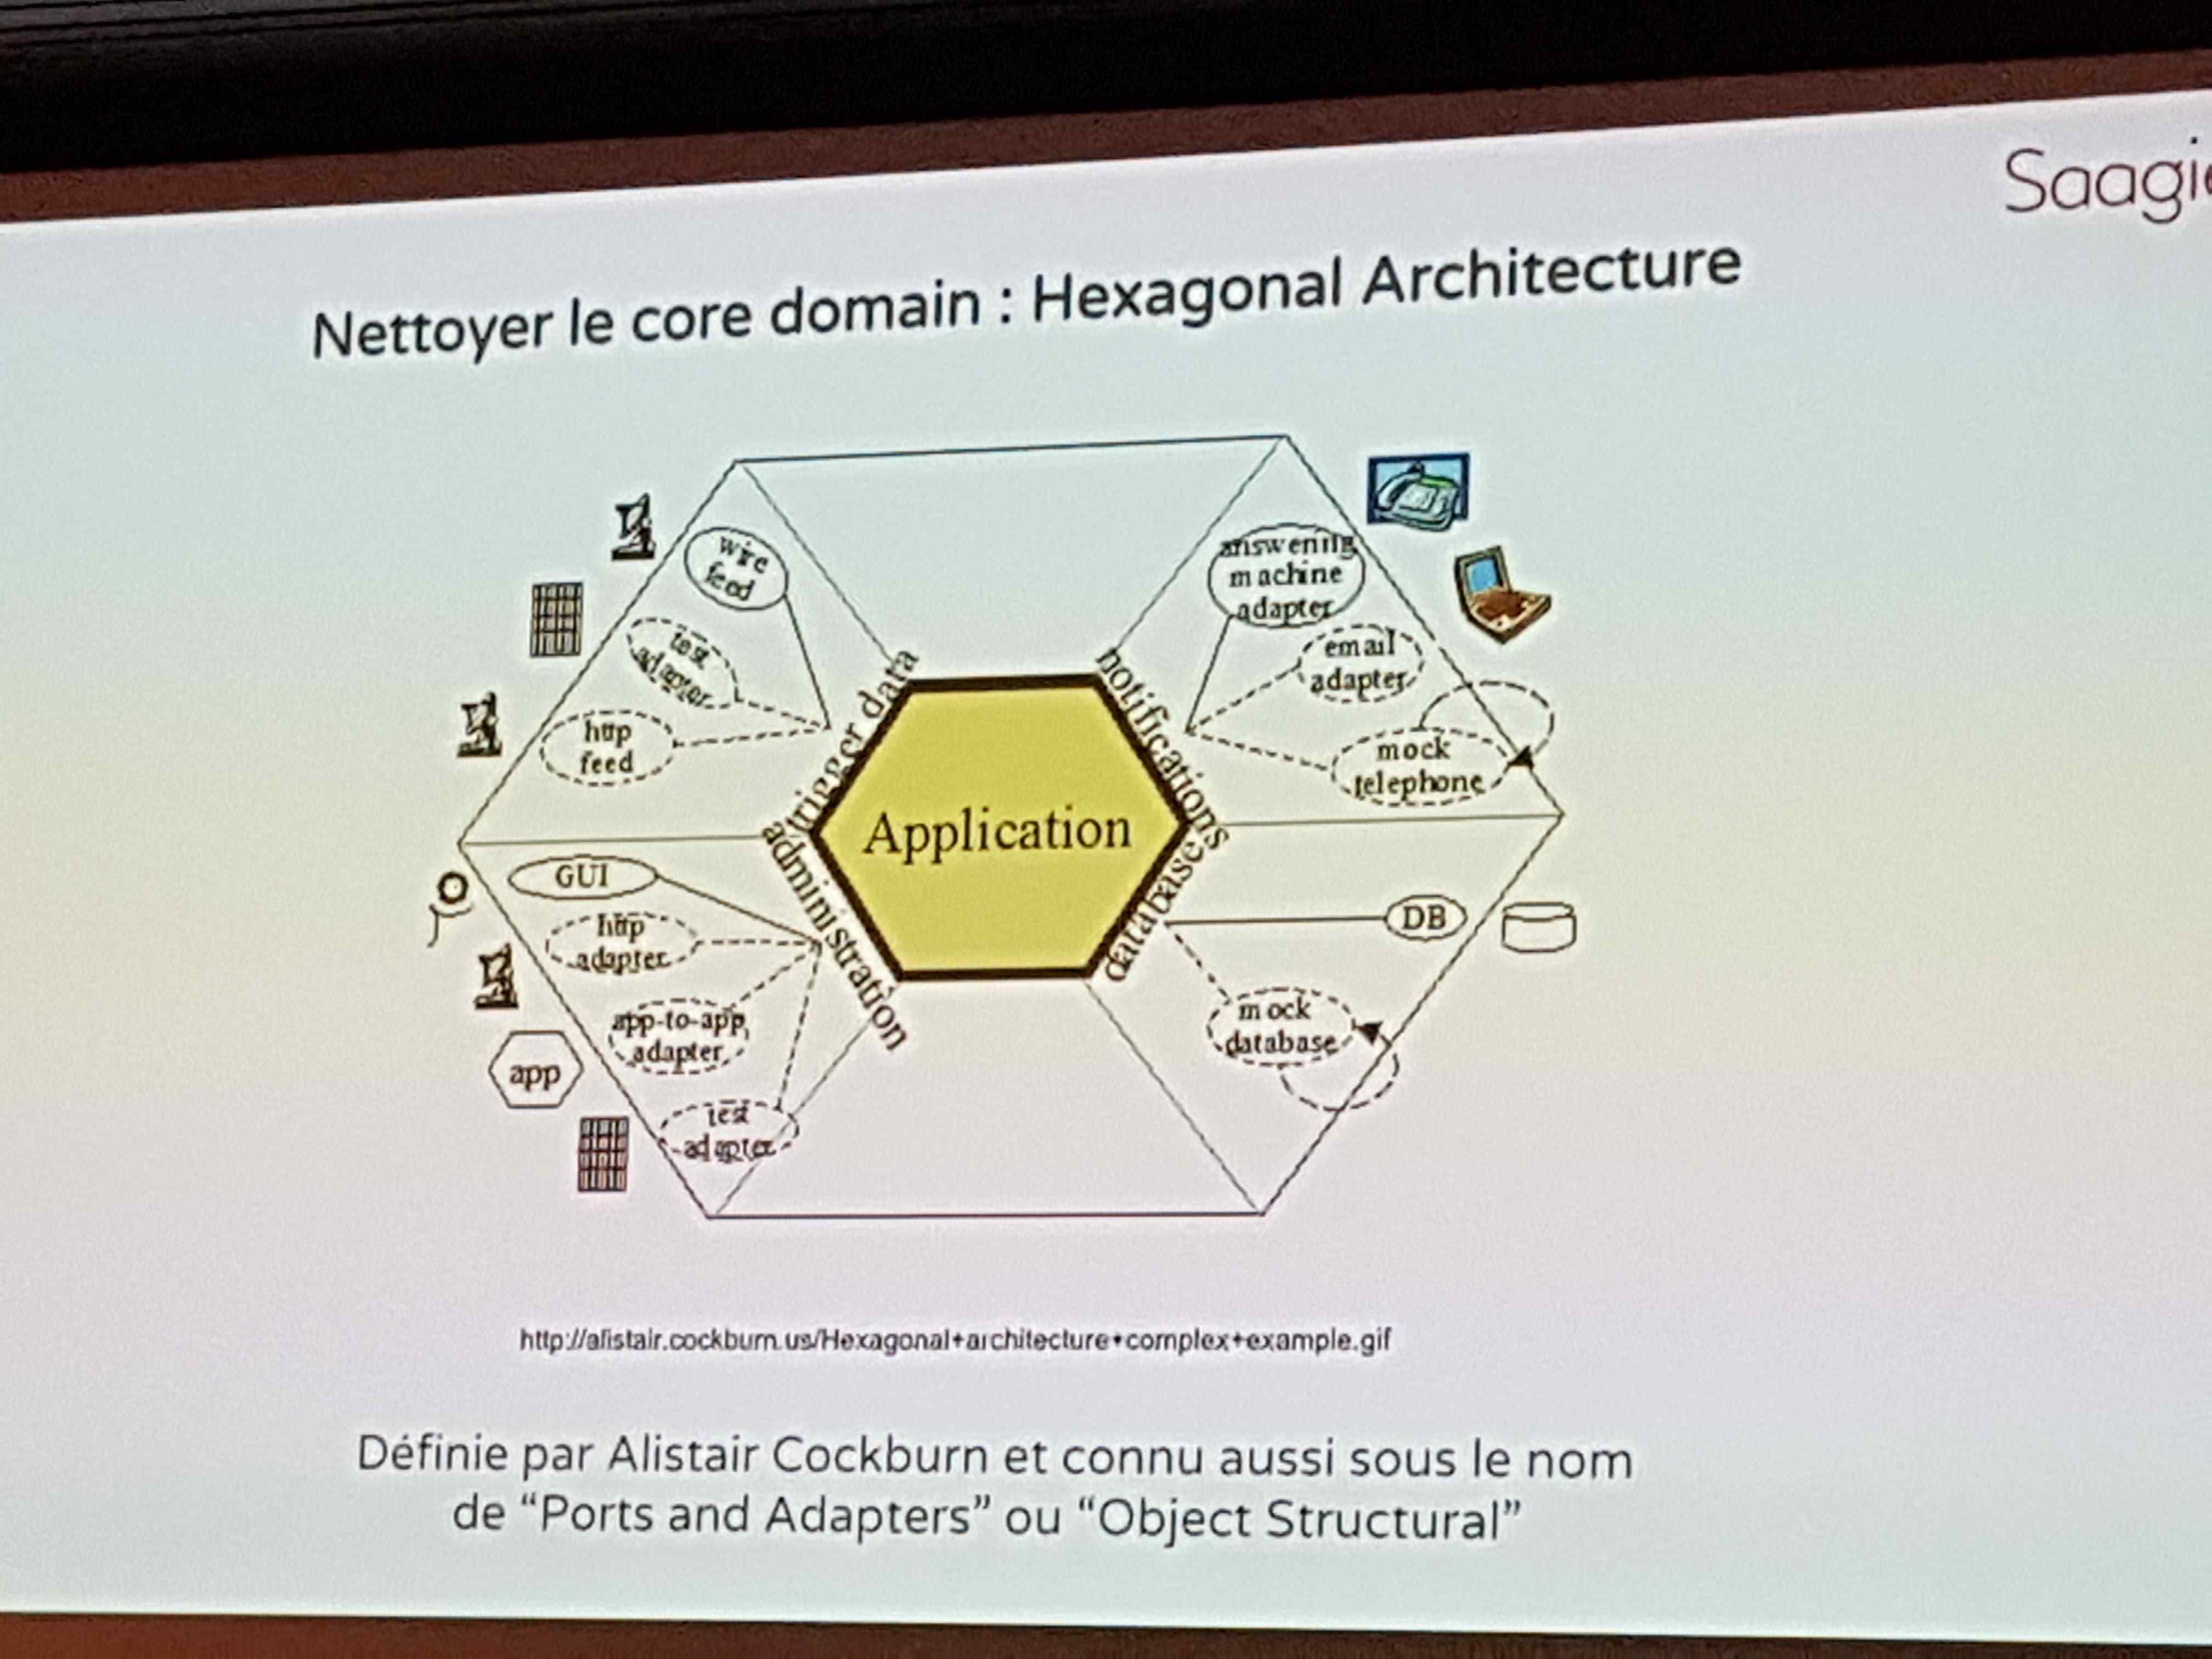 Saagie
Nettoyer le core domain : Hexagonal Architecture
wire
feed
test
adapter
http
feed
trigger data
answering
machine
adapter
email
adapter
mock
telephone
notifications
Application
GUI
http
adapter
app-to-app
adapter
app
test
adapter
administration
databases
DB
mock
database
http://alistair.cockburn.us/Hexagonal+architecture+complex+example.gif
Définie par Alistair Cockburn et connu aussi sous le nom
de “Ports and Adapters” ou “Object Structural”